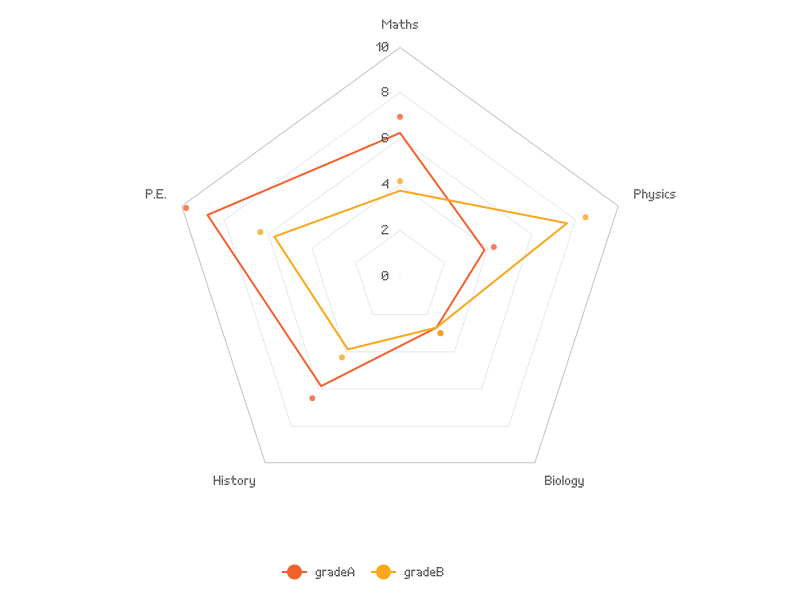 Maths
10
8
6
4
2
0
P.E.
Physics
History
Biology
gradeA
gradeB